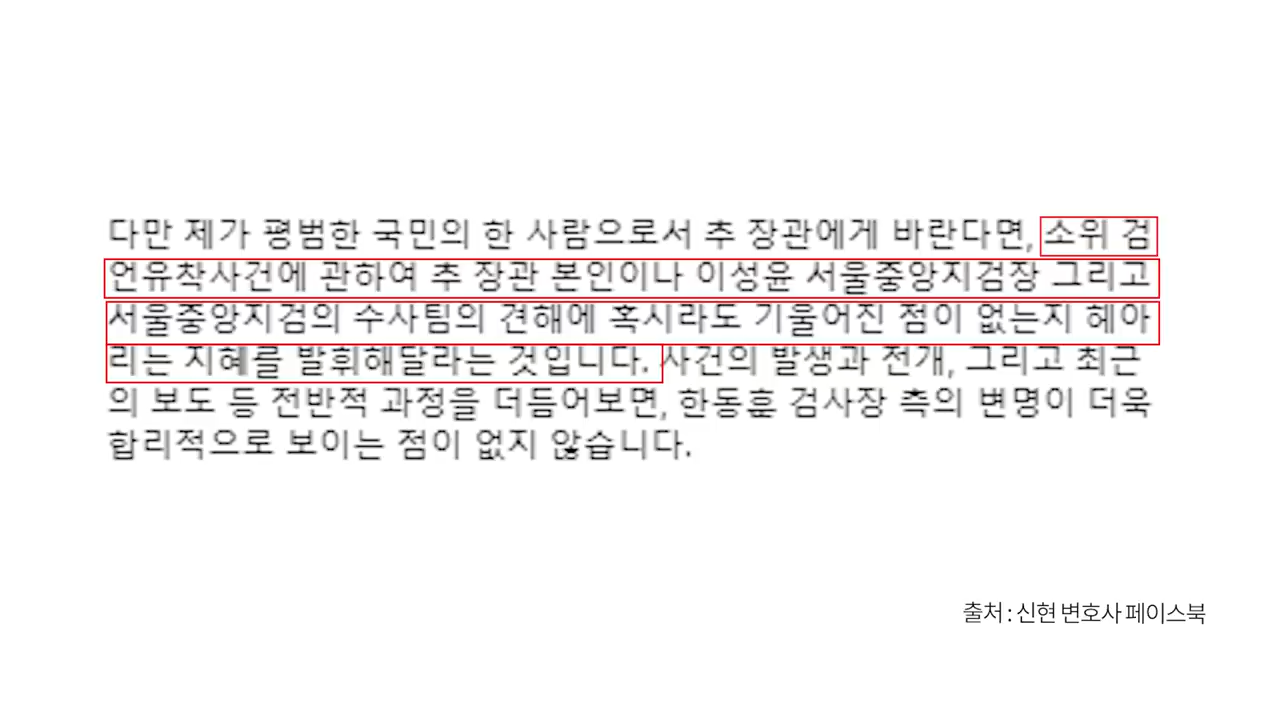 다만 제가 평범한 국민의 한 사람으로서 추 장관에게 바란다면, 소위 검
언유착사건에 관하여 추 장관 본인이나 이성윤 서울중앙지검장 그리고
서울중앙지검의 수사팀의 견해에 혹시라도 기울어진 점이 없는지 헤아
리는 지혜를 발휘해달라는 것입니다. 사건의 발생과 전개, 그리고 최근
의 보도 등 전반적 과정을 더듬어보면, 한동훈 검사장 측의 변명이 더욱
합리적으로 보이는 점이 없지 않습니다.
출처 : 신현 변호사 페이스북